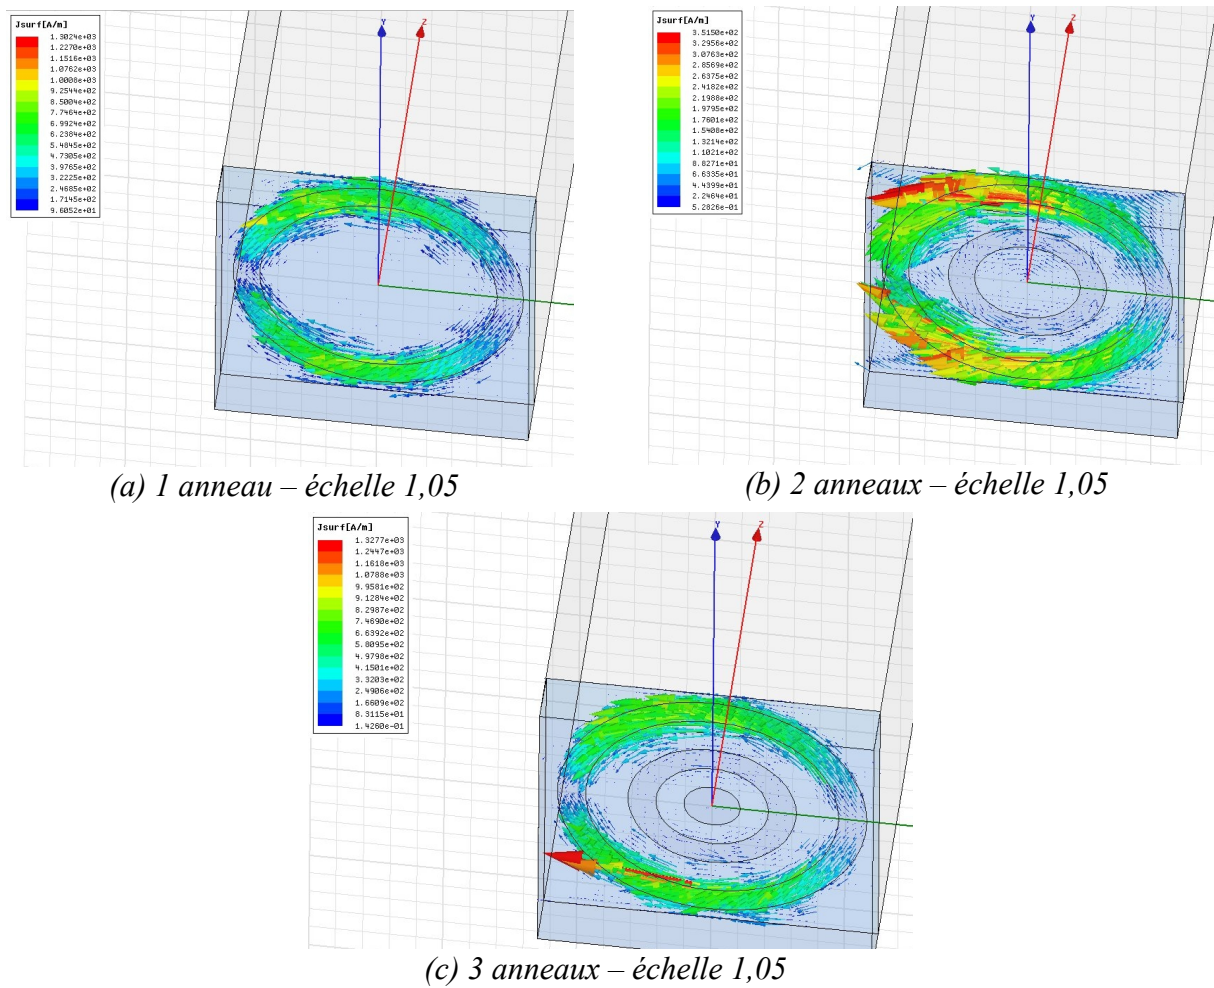 Jsurf[A/m]
1.3024e+03
1.2270e+03
1.1516e+03
1.0762e+03
1.0008e+03
9.2544e+02
8.5004e+02
7.7464e+02
6.9924e+02
6.2384e+02
5.4845e+02
4.7305e+02
3.9765e+02
3.2225e+02
2.4685e+02
1.7145e+02
9.6052e+01
Y
Z
(a) 1 anneau – échelle 1,05
Jsurf[A/m]
3.5150e+02
3.2956e+02
3.0763e+02
2.8569e+02
2.6375e+02
2.4182e+02
2.1988e+02
1.9795e+02
1.7601e+02
1.5408e+02
1.3214e+02
1.1021e+02
8.8271e+01
6.6335e+01
4.4399e+01
2.2464e+01
5.2826e-01
Y
Z
(b) 2 anneaux – échelle 1,05
Jsurf[A/m]
1.3277e+03
1.2447e+03
1.1618e+03
1.0788e+03
9.9581e+02
9.1284e+02
8.2987e+02
7.4690e+02
6.6392e+02
5.8095e+02
4.9798e+02
4.1501e+02
3.3203e+02
2.4906e+02
1.6609e+02
8.3115e+01
1.4260e-01
Y
Z
(c) 3 anneaux – échelle 1,05